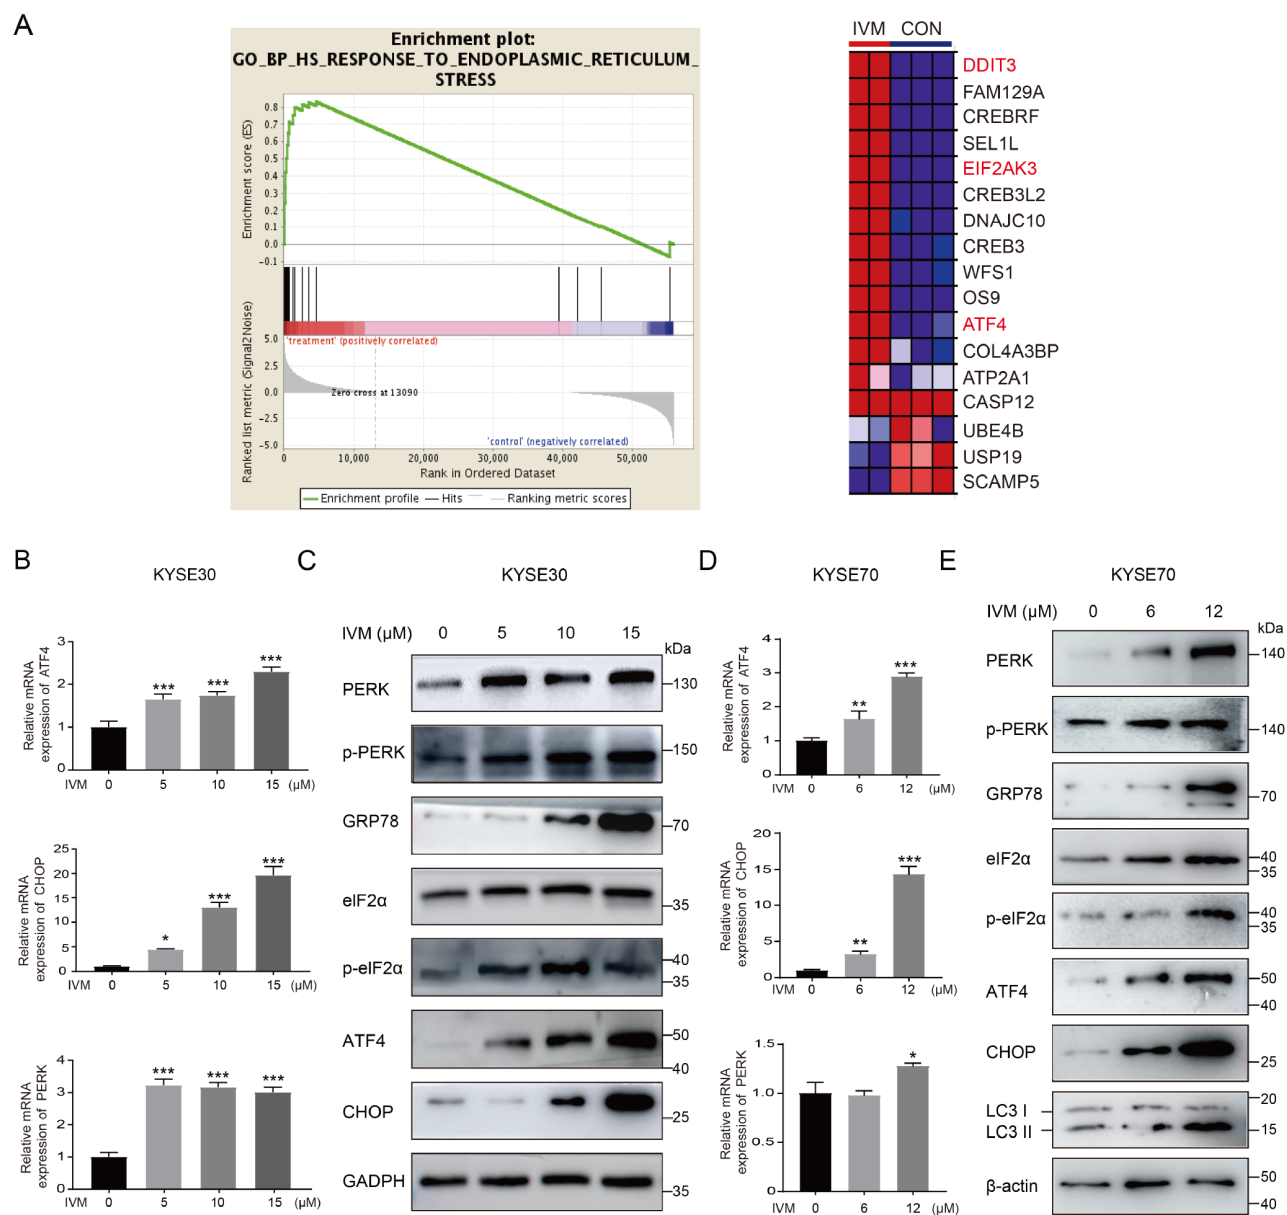 A
Enrichment plot:
GO_BP_HS_RESPONSE_TO_ENDOPLASMIC_RETICULUM_
STRESS
Enrichment score (ES)
0.8
0.7
0.6
0.5
0.4
0.3
0.2
0.1
0.0
-0.1
Ranked list metric (Signal2Noise)
5.0
2.5
0.0
-2.5
-5.0
'treatment' (positively correlated)
Zero cross at 13090
'control' (negatively correlated)
0 10,000 20,000 30,000 40,000 50,000
Rank in Ordered Dataset
Enrichment profile Hits Ranking metric scores
IVM CON
DDIT3
FAM129A
CREBRF
SEL1L
EIF2AK3
CREB3L2
DNAJC10
CREB3
WFS1
OS9
ATF4
COL4A3BP
ATP2A1
CASP12
UBE4B
USP19
SCAMP5
B
KYSE30
Relative mRNA
expression of ATF4
3
2
1
0
*** *** ***
IVM 0 5 10 15 (μM)
Relative mRNA
expression of CHOP
25
20
15
10
5
0
* *** ***
IVM 0 5 10 15 (μM)
Relative mRNA
expression of PERK
4
3
2
1
0
*** *** ***
IVM 0 5 10 15 (μM)
C
KYSE30
IVM (μM) 0 5 10 15
kDa
PERK 130
p-PERK 150
GRP78 70
eIF2α 35
p-eIF2α 40
35
ATF4 50
40
CHOP 25
GADPH 35
D
KYSE70
Relative mRNA
expression of ATF4
4
3
2
1
0
** ***
IVM 0 6 12 (μM)
Relative mRNA
expression of CHOP
20
15
10
5
0
** ***
IVM 0 6 12 (μM)
Relative mRNA
expression of PERK
1.5
1.0
0.5
0
*
IVM 0 6 12 (μM)
E
KYSE70
IVM (μM) 0 6 12
kDa
PERK 140
p-PERK 140
GRP78 70
eIF2α 40
35
p-eIF2α 40
35
ATF4 50
40
CHOP 25
LC3 I 20
LC3 II 15
β-actin 50
40